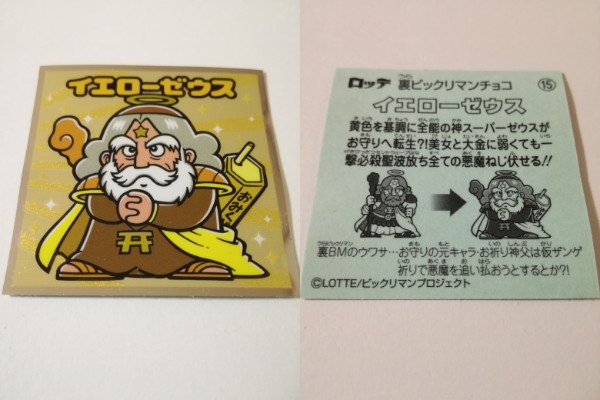 イエローゼウス
おみく
ロッテ 裏ビックリマンチョコ 15
イエローゼウス
黄色を基調に全能の神スーパーゼウスが
お守りへ転生?!美女と大金に弱くても一
撃必殺聖波放ち全ての悪魔ねじ伏せる!!
裏BMのウワサ…お守りの元キャラ・お祈り神父は仮ザンゲ
祈りで悪魔を追い払おうとするとか?!
©LOTTE/ビックリマンプロジェクト